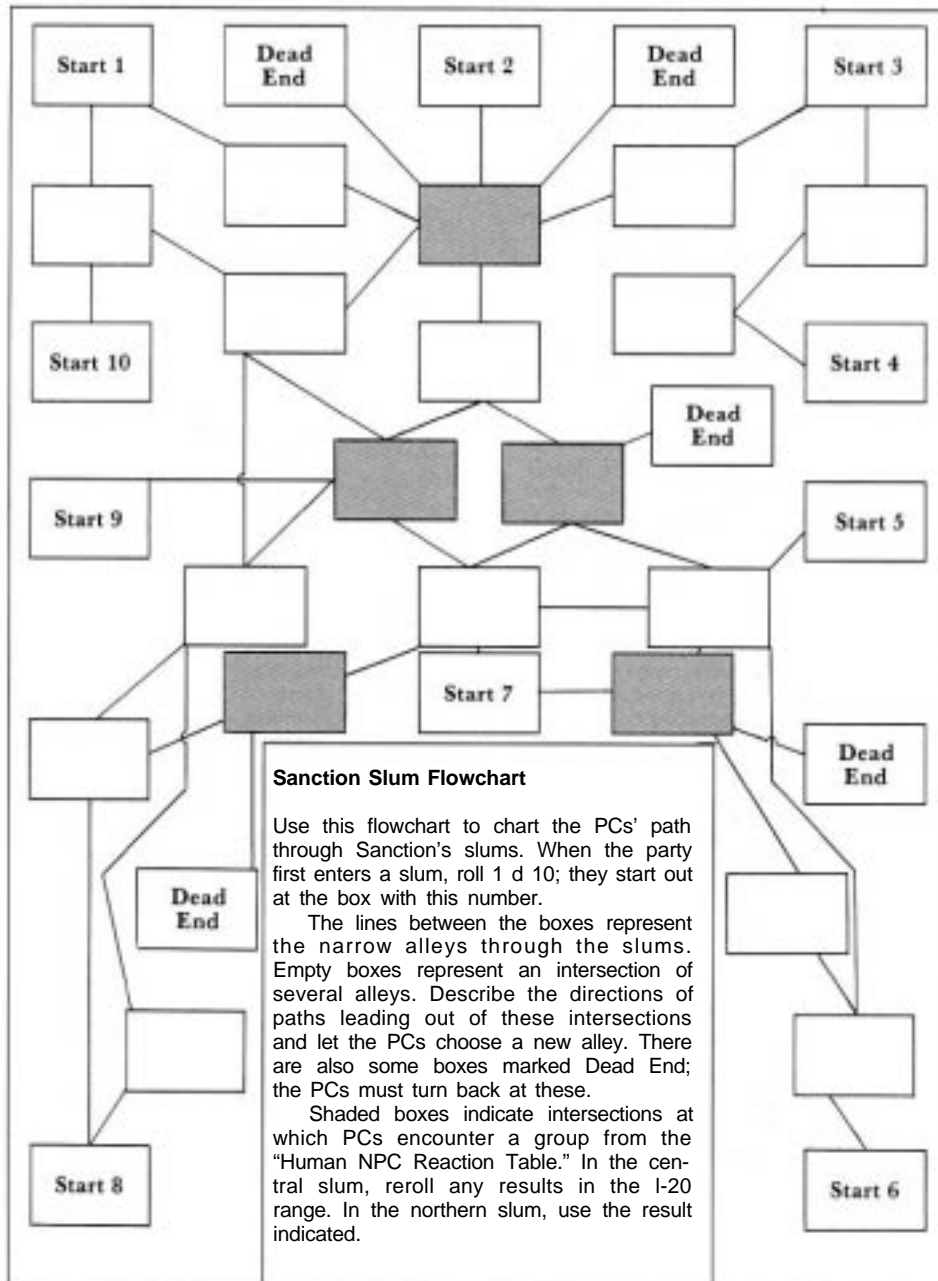 Start 1
Dead
End
Start 2
Dead
End
Start 3
Start 10
Start 4
Dead
End
Start 9
Start 5
Start 7
Dead
End
Dead
End
Start 8
Start 6
Sanction Slum Flowchart
Use this flowchart to chart the PCs’ path
through Sanction’s slums. When the party
first enters a slum, roll 1 d 10; they start out
at the box with this number.
The lines between the boxes represent
the narrow alleys through the slums.
Empty boxes represent an intersection of
several alleys. Describe the directions of
paths leading out of these intersections
and let the PCs choose a new alley. There
are also some boxes marked Dead End;
the PCs must turn back at these.
Shaded boxes indicate intersections at
which PCs encounter a group from the
“Human NPC Reaction Table.” In the cen-
tral slum, reroll any results in the l-20
range. In the northern slum, use the result
indicated.